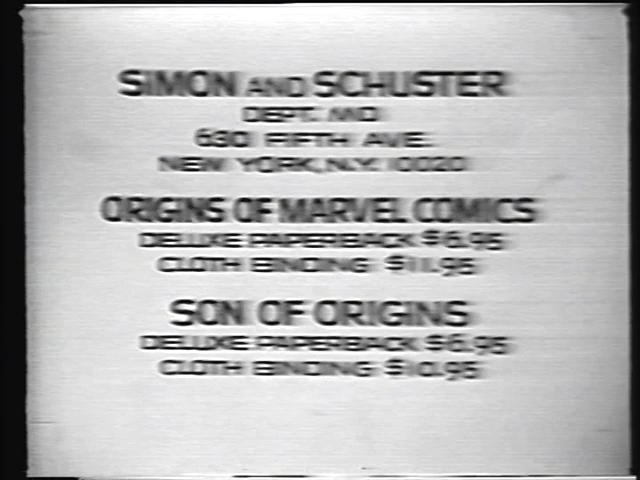 SIMON AND SCHUSTER
DEPT. MD
630 FIFTH AVE.
NEW YORK, N.Y. 10020
ORIGINS OF MARVEL COMICS
DELUXE PAPERBACK $6.95
CLOTH BINDING $11.95
SON OF ORIGINS
DELUXE PAPERBACK $6.95
CLOTH BINDING $10.95